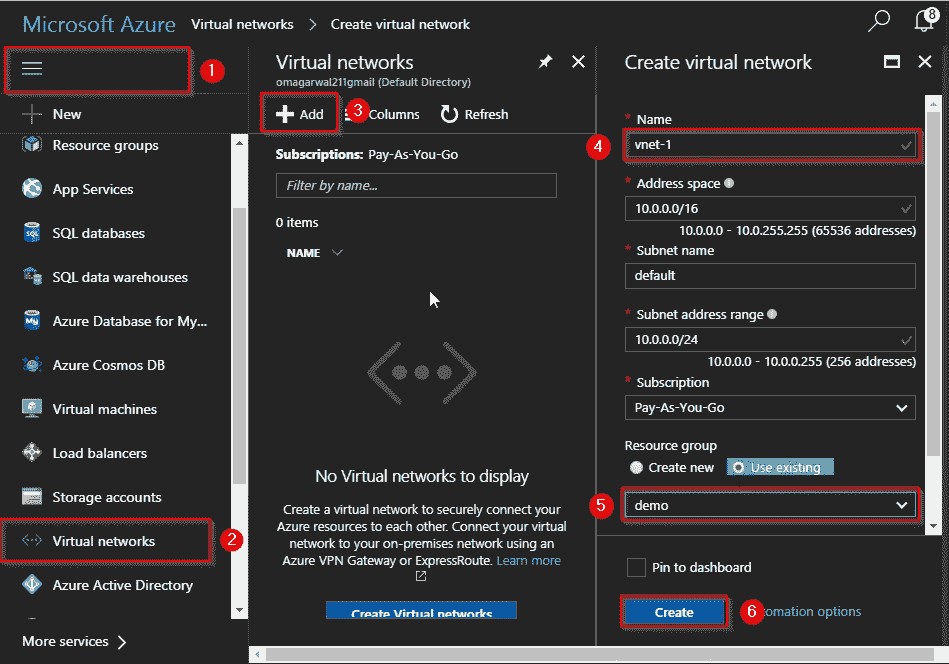 Microsoft Azure Virtual networks > Create virtual network
8
1
New
Resource groups
App Services
SQL databases
SQL data warehouses
Azure Database for My...
Azure Cosmos DB
Virtual machines
Load balancers
Storage accounts
Virtual networks
2
Azure Active Directory
More services >
Virtual networks
omagarwal211gmail (Default Directory)
Add
3
Columns
Refresh
Subscriptions: Pay-As-You-Go
Filter by name...
0 items
NAME
No Virtual networks to display
Create a virtual network to securely connect your
Azure resources to each other. Connect your virtual
network to your on-premises network using an
Azure VPN Gateway or ExpressRoute. Learn more
Create Virtual networks
Create virtual network
* Name
4
vnet-1
* Address space
10.0.0.0/16
10.0.0.0 - 10.0.255.255 (65536 addresses)
* Subnet name
default
* Subnet address range
10.0.0.0/24
10.0.0.0 - 10.0.0.255 (256 addresses)
* Subscription
Pay-As-You-Go
Resource group
Create new Use existing
5
demo
Pin to dashboard
Create
6
omation options